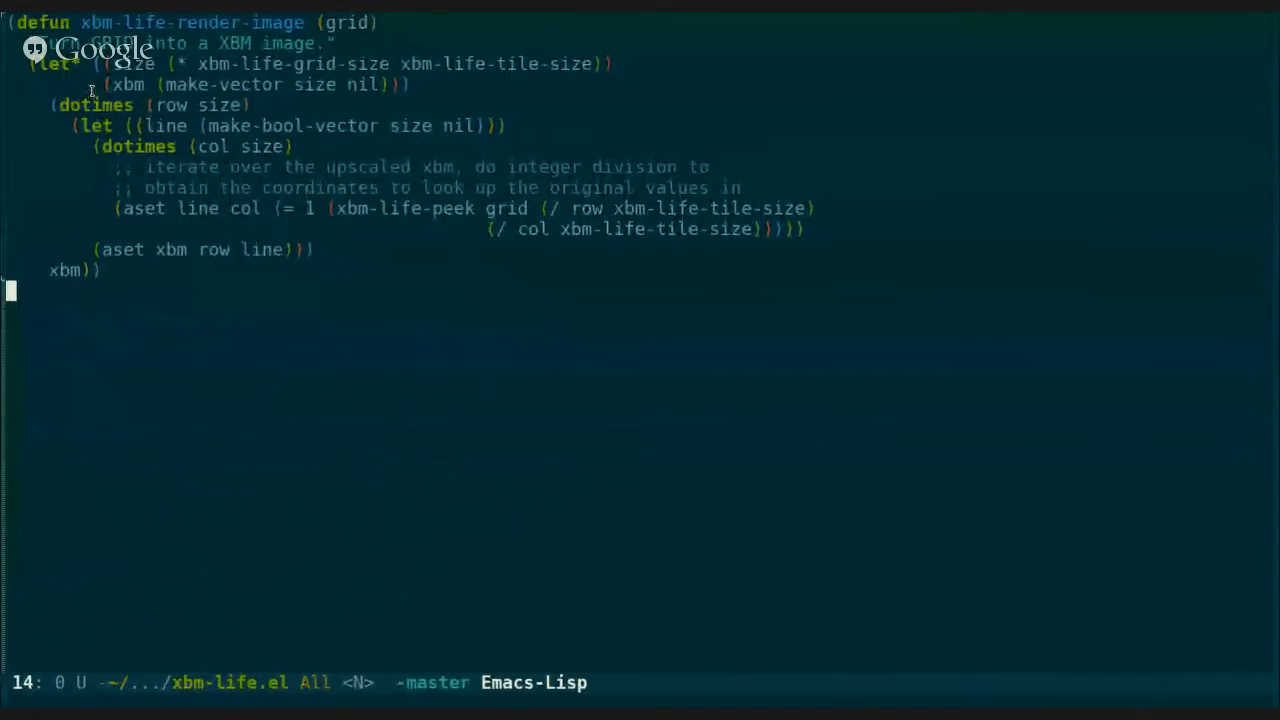 (defun xbm-life-render-image (grid)
Google
"Turn GRID into a XBM image."
(let* ((size (* xbm-life-grid-size xbm-life-tile-size))
(xbm (make-vector size nil)))
(dotimes (row size)
(let ((line (make-bool-vector size nil)))
(dotimes (col size)
;; iterate over the upscaled xbm, do integer division to
;; obtain the coordinates to look up the original values in
(aset line col (= 1 (xbm-life-peek grid (/ row xbm-life-tile-size)
(/ col xbm-life-tile-size)))))
(aset xbm row line)))
xbm))
14: 0 U -~/.../xbm-life.el All <N> -master Emacs-Lisp